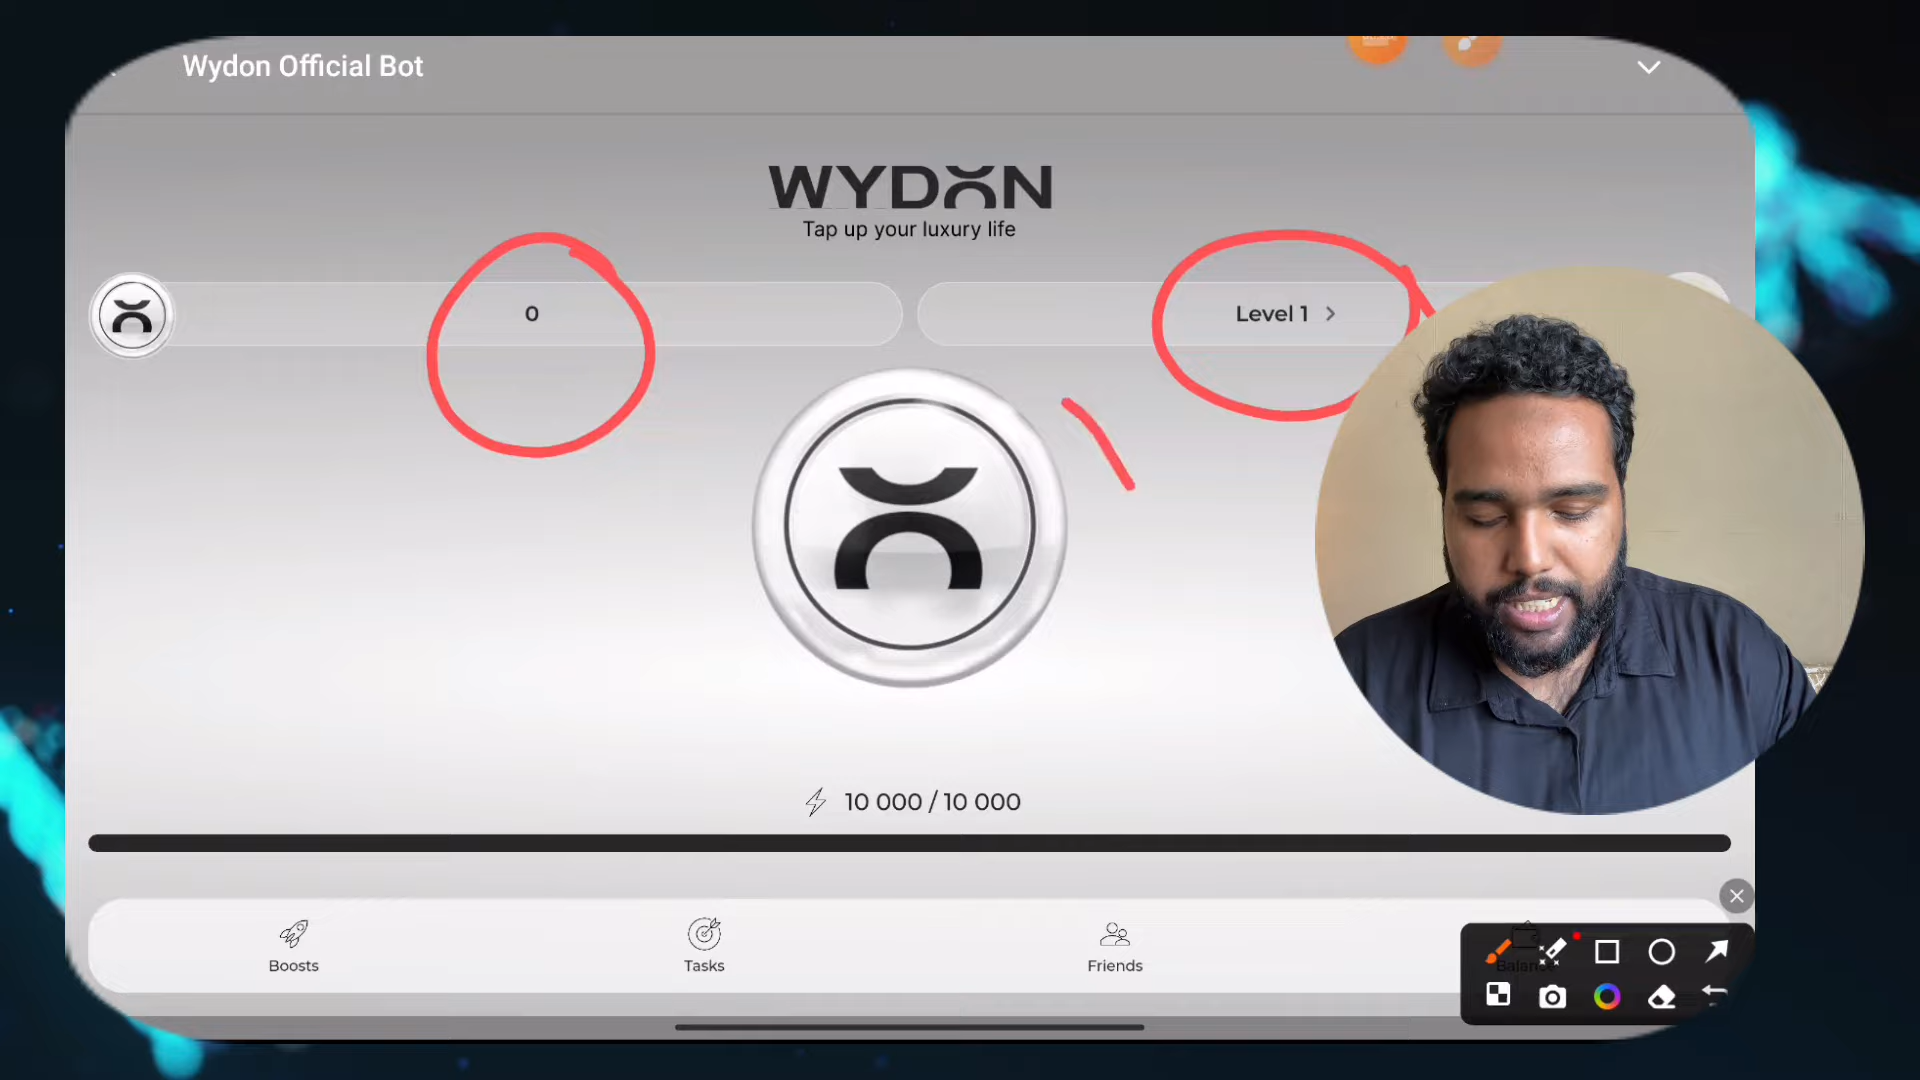 Wydon Official Bot
WYDON
Tap up your luxury life
0
Level 1
10 000 / 10 000
Boosts
Tasks
Friends
Balance